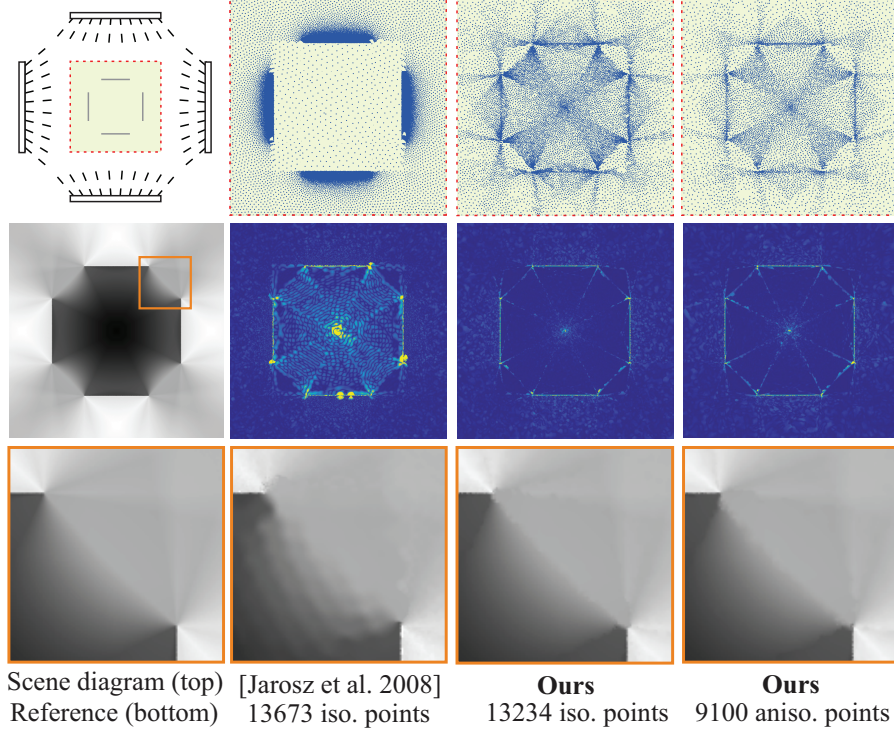 Scene diagram (top)
Reference (bottom)
[Jarosz et al. 2008]
13673 iso. points
Ours
13234 iso. points
Ours
9100 aniso. points